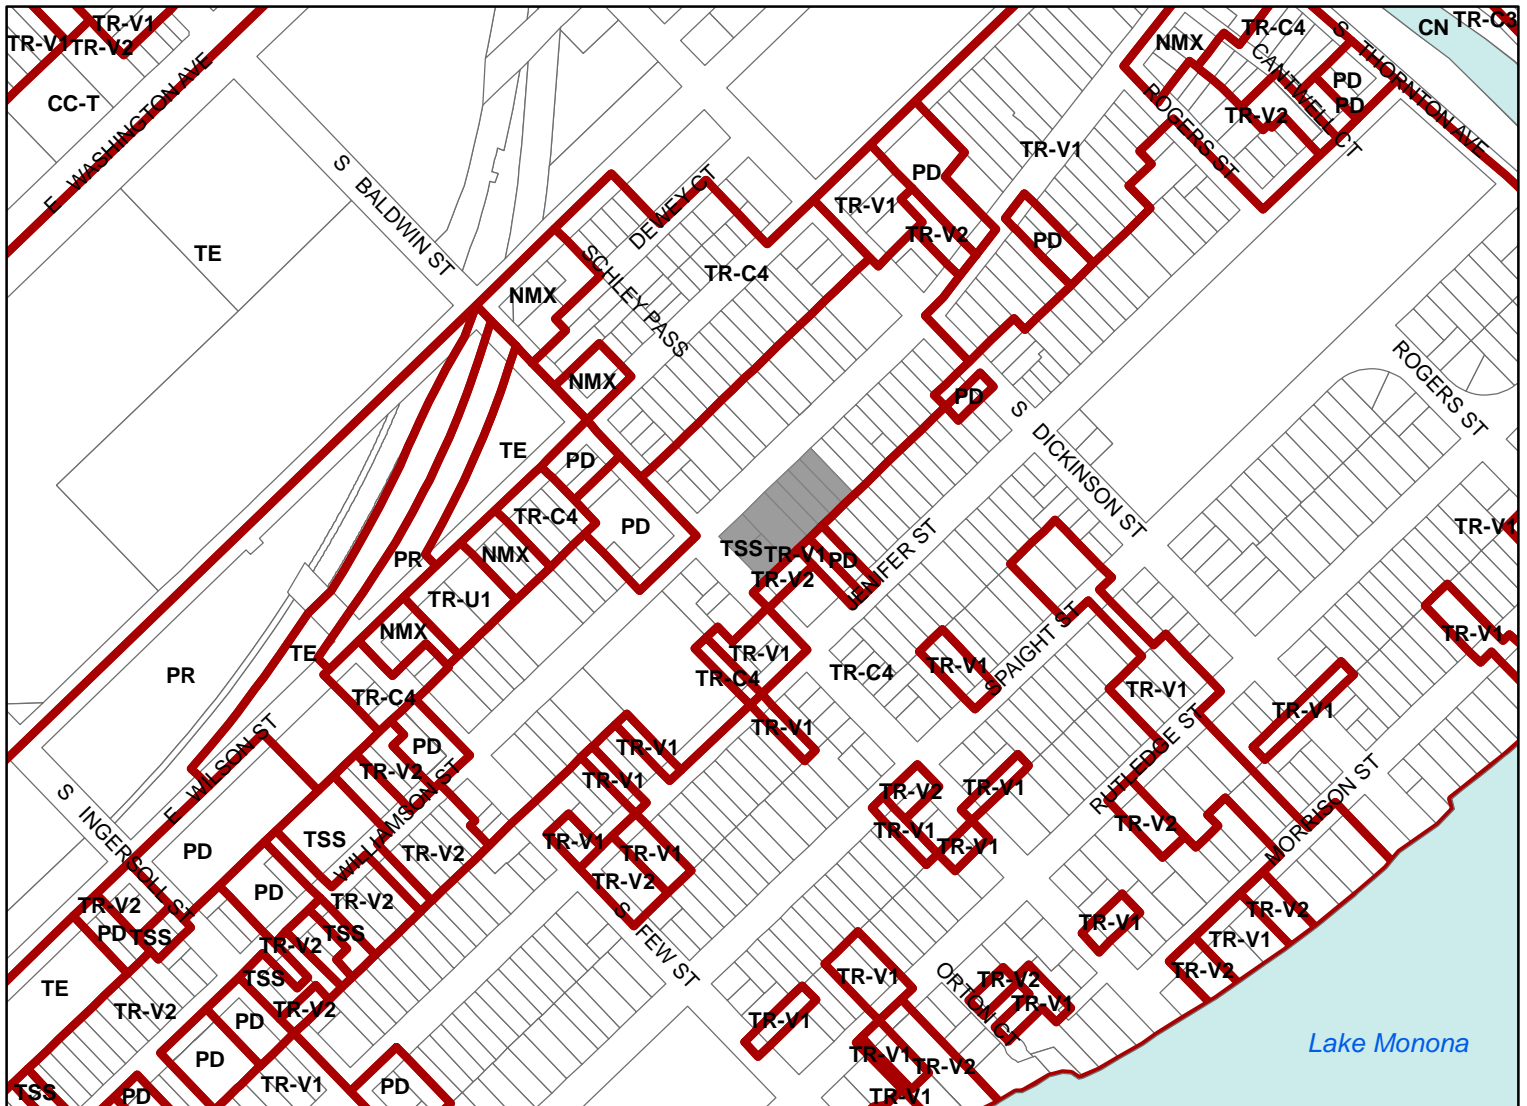 TR-V1
TR-V1
TR-V2
CC-T
E WASHINGTON AVE
TE
S BALDWIN ST
NMX
TR-C4
CN
TR-C3
S THORNTON AVE
CANTWELL CT
PD
PD
ROGERS ST
TR-V2
TR-V1
PD
TR-V1
TR-V2
PD
DEWEY CT
SCHLEY PASS
TR-C4
NMX
NMX
PD
ROGERS ST
S DICKINSON ST
TE
PD
TR-C4
PD
NMX
PR
TR-U1
NMX
TE
PR
TR-C4
TSS
TR-V1
PD
TR-V2
JENIFER ST
TR-V1
TR-V1
TR-C4
TR-C4
TR-V1
SPAIGHT ST
TR-V1
TR-V1
TR-V1
TR-V1
RUTLEDGE ST
MORRISON ST
E WILSON ST
S INGERSOLL ST
PD
TR-V2
WILLIAMSON ST
TR-V1
TR-V1
TR-V1
TR-V1
TR-V2
TR-V2
TR-V1
TR-V1
TR-V1
TR-V2
PD
TSS
TR-V2
PD
TR-V2
TR-V2
PD
TSS
TR-V2
TSS
TSS
TR-V2
S FEW ST
TR-V1
TR-V2
TR-V1
TR-V2
TE
TR-V2
PD
PD
TR-V1
PD
TSS
PD
TR-V1
TR-V1
ORTON CT
TR-V2
TR-V1
TR-V1
TR-V2
TR-V1
Lake Monona